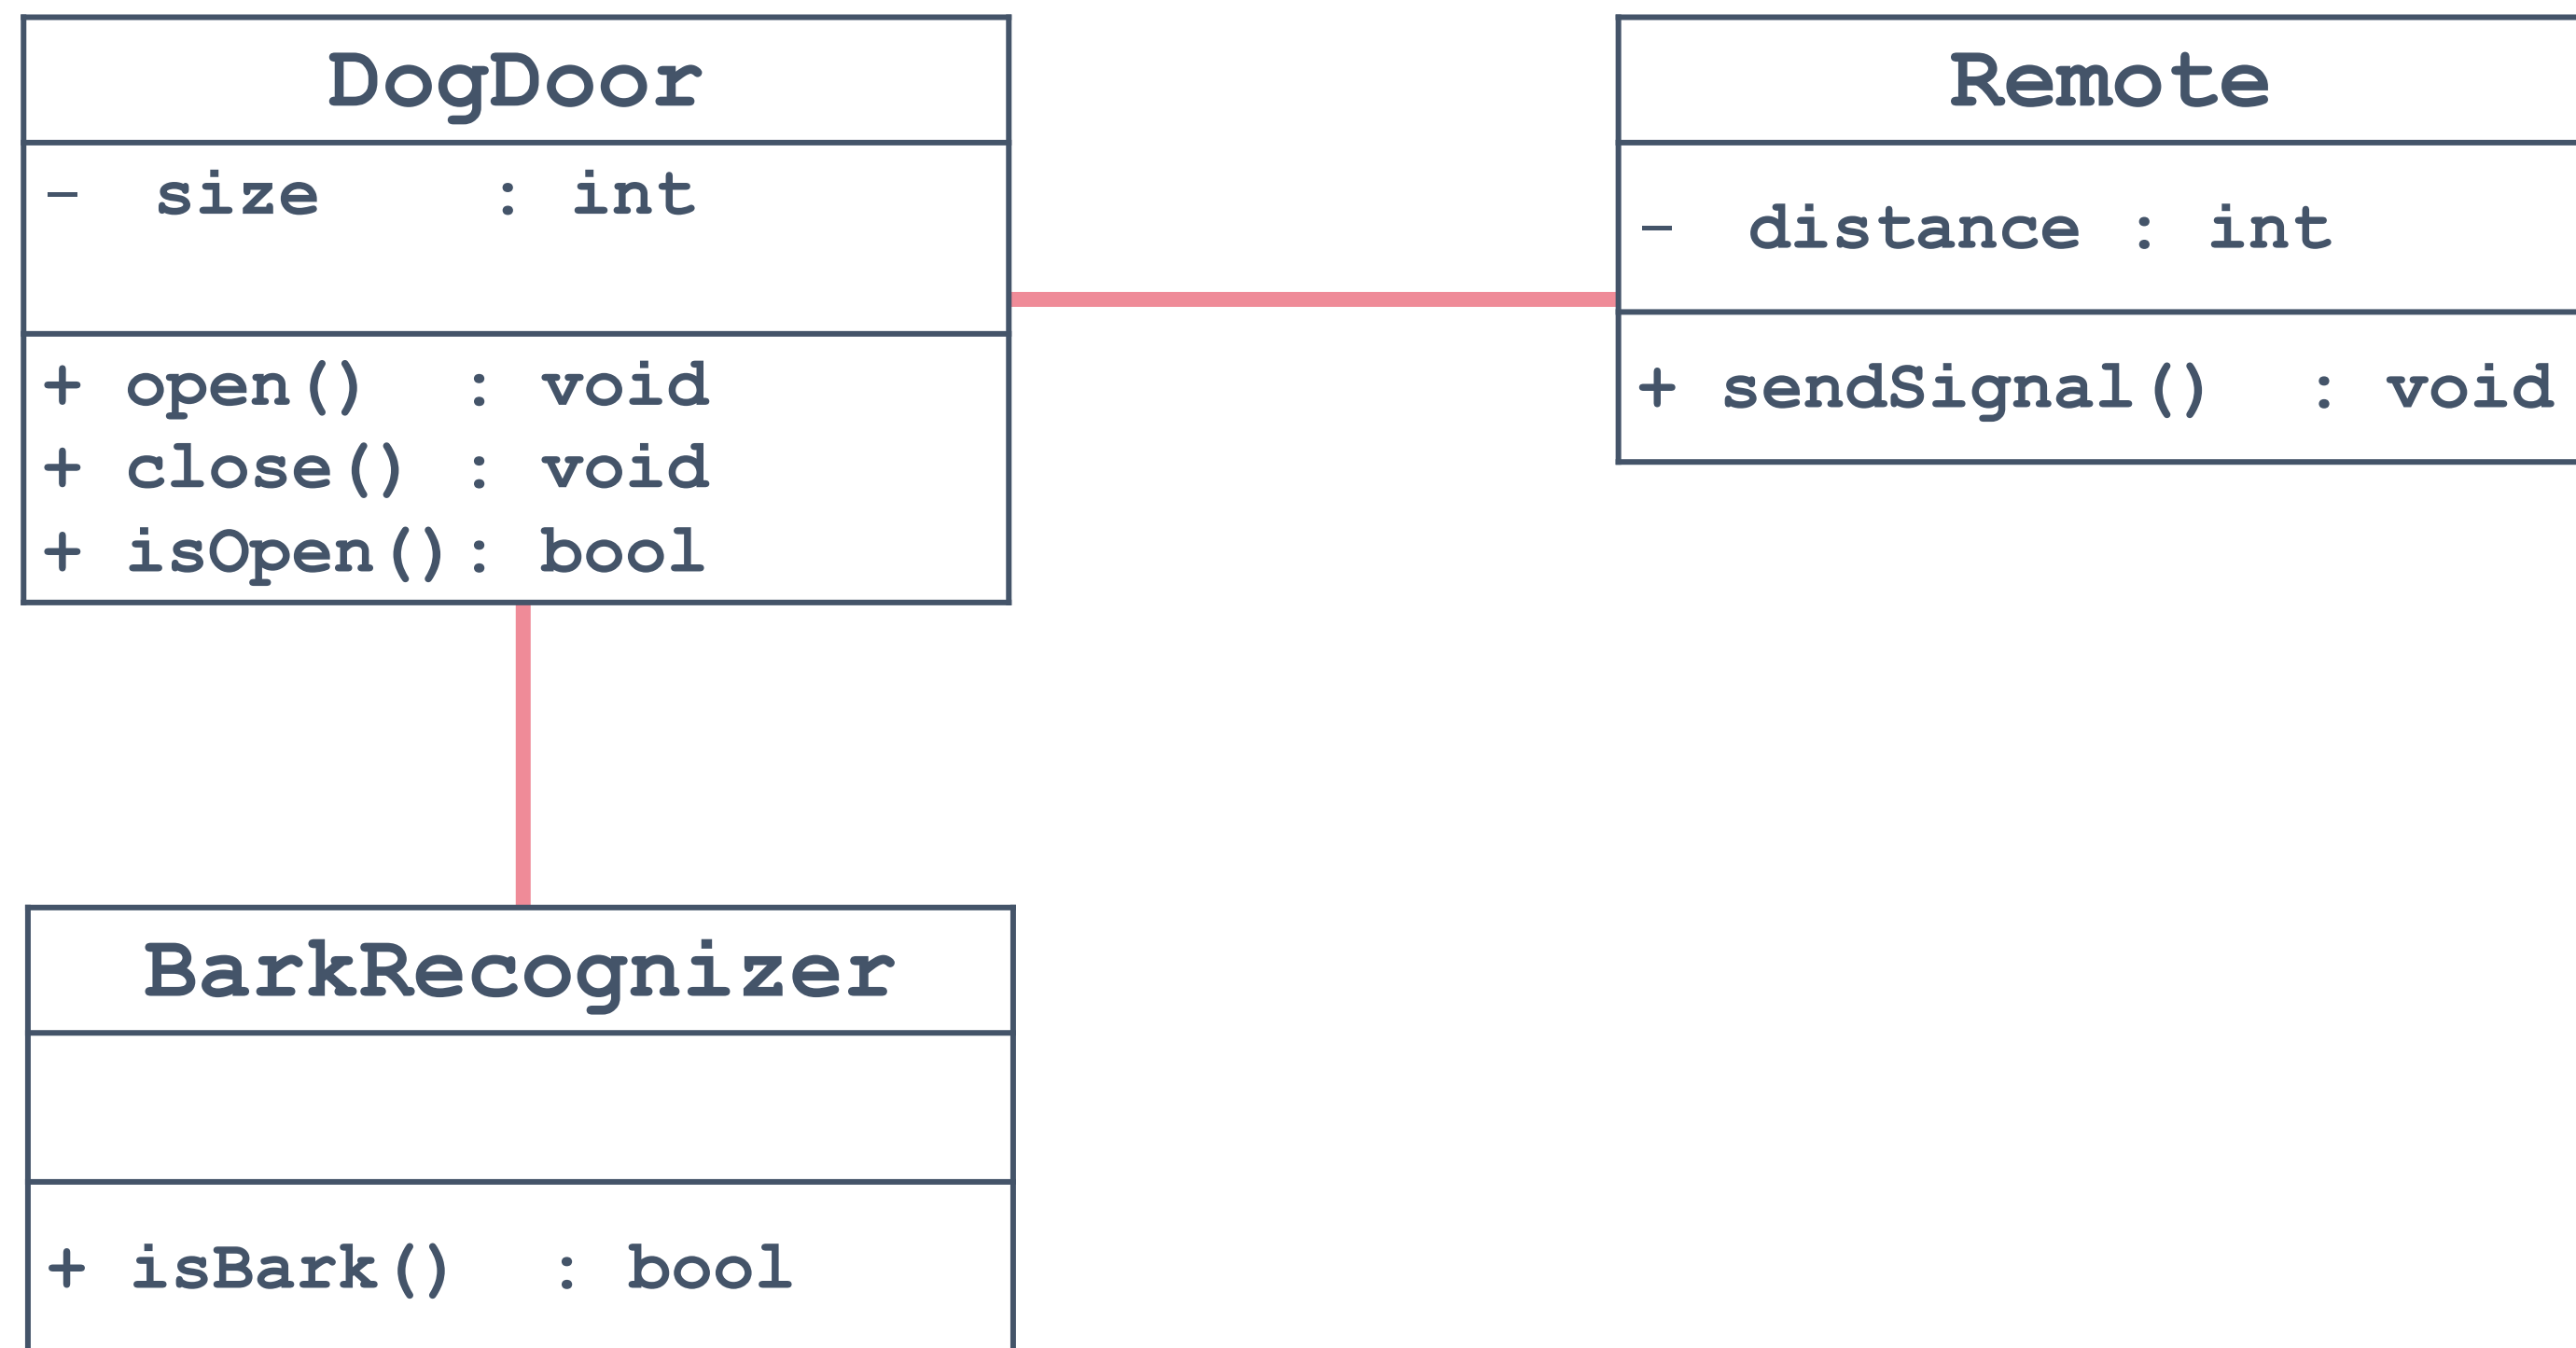 DogDoor
- size : int
+ open() : void
+ close() : void
+ isOpen(): bool
Remote
- distance : int
+ sendSignal() : void
BarkRecognizer
+ isBark() : bool